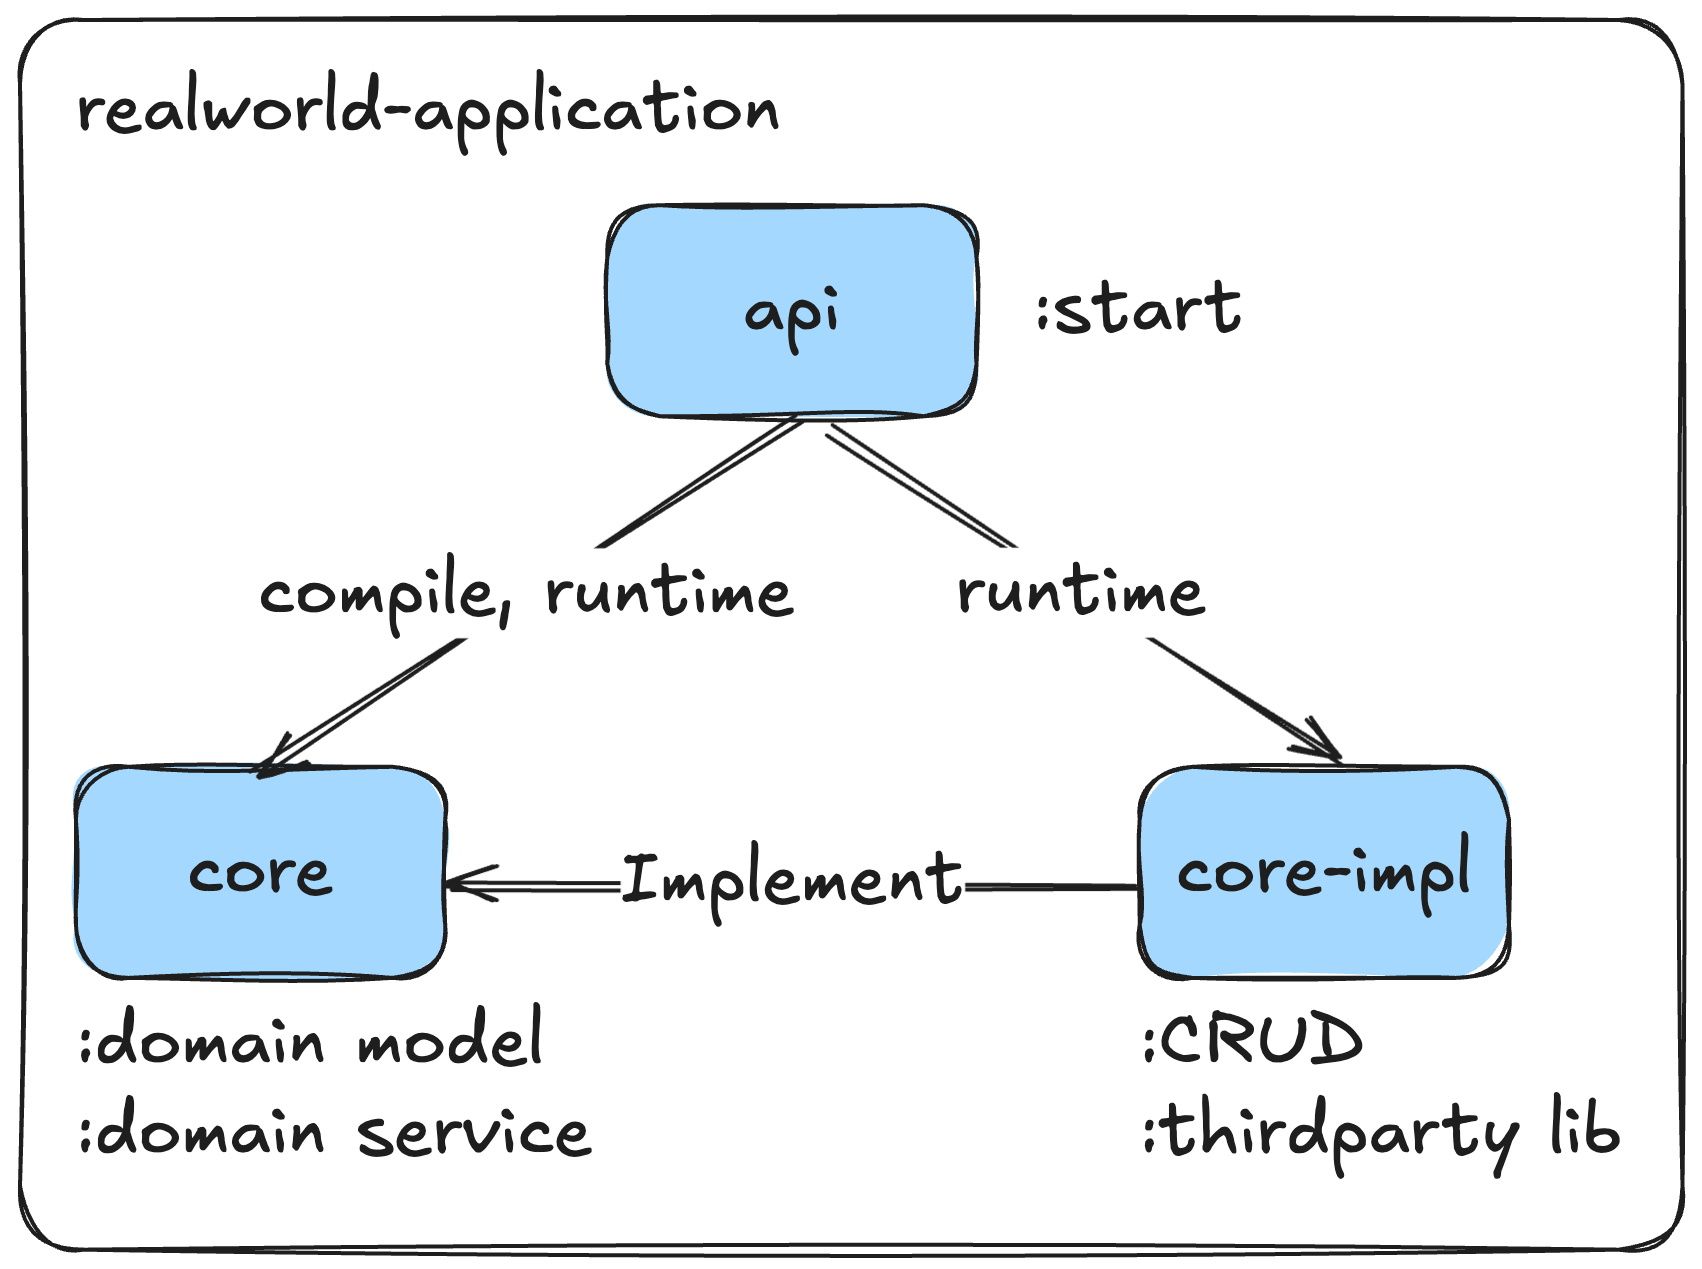 realworld-application
api
:start
compile, runtime
runtime
core
Implement
core-impl
:domain model
:domain service
:CRUD
:thirdparty lib